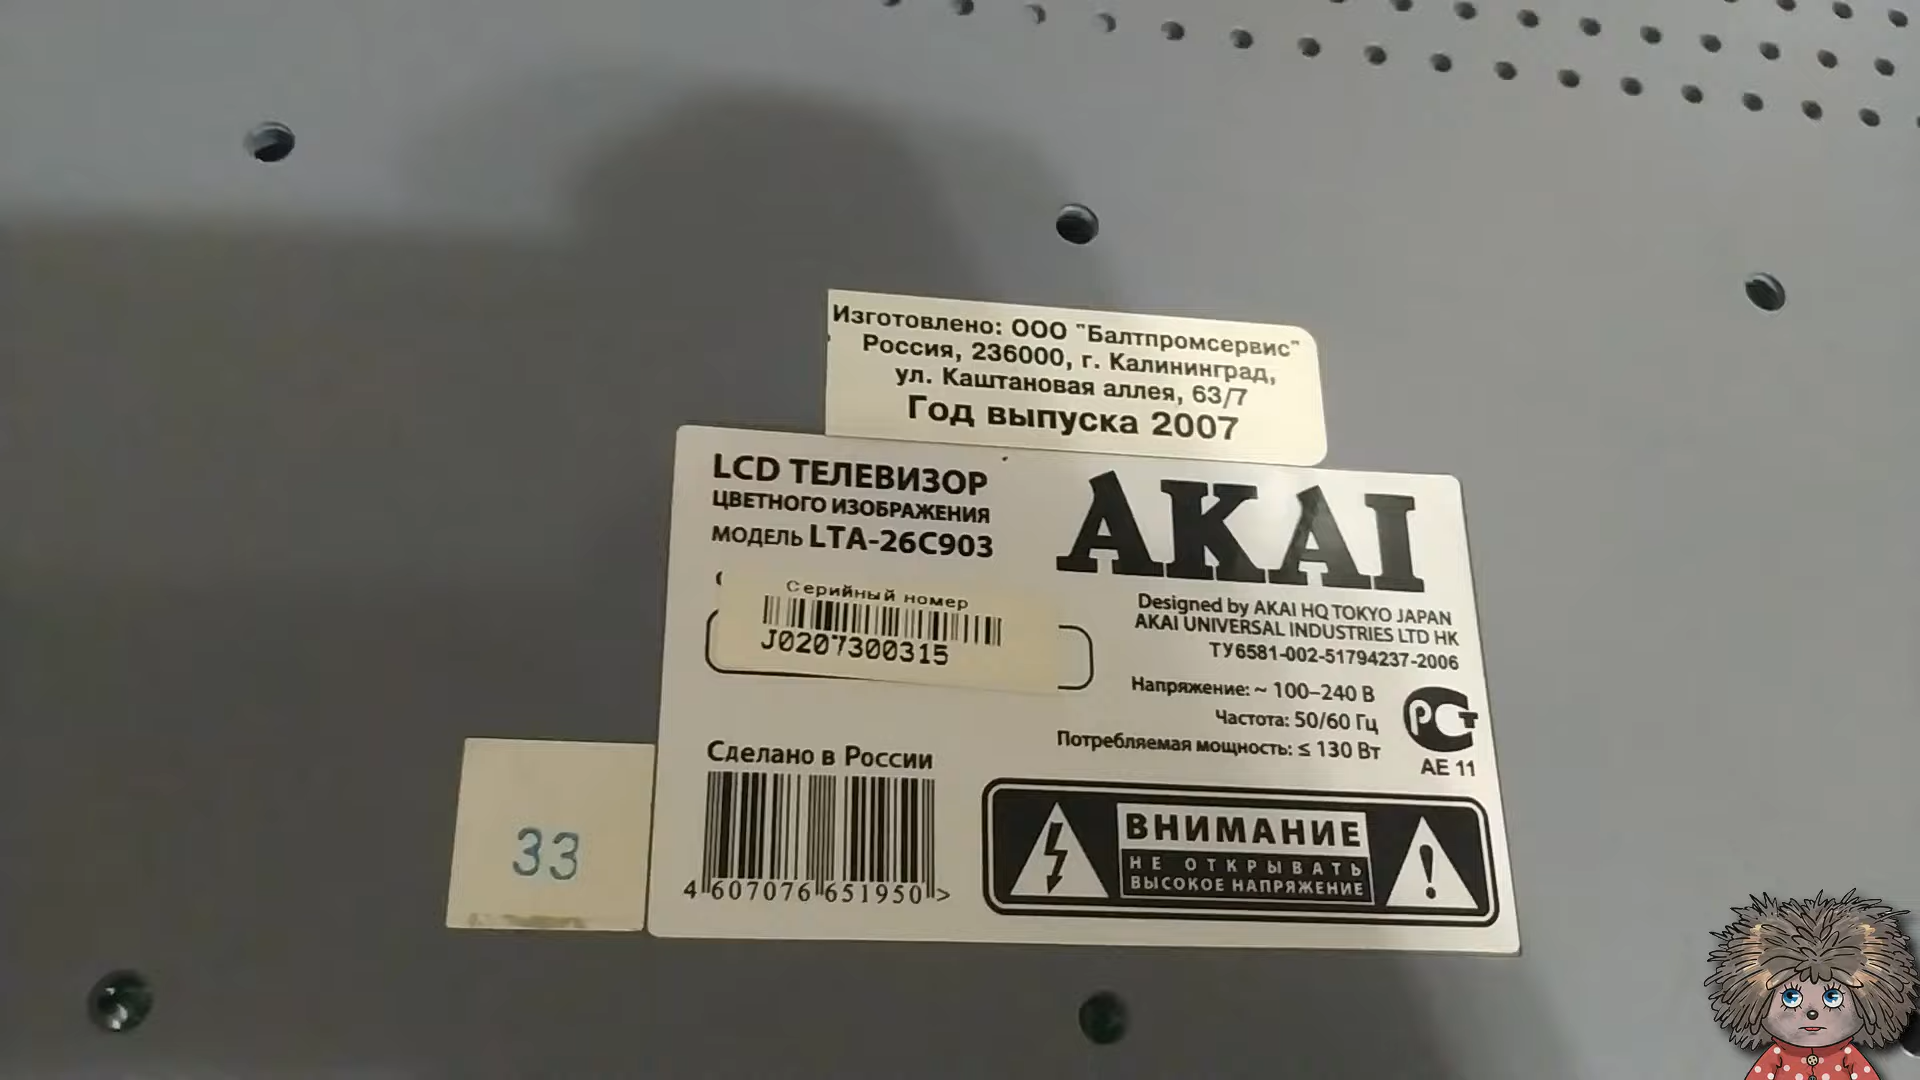 Изготовлено: ООО "Балтпромсервис"
Россия, 236000, г. Калининград,
ул. Каштановая аллея, 63/7
Год выпуска 2007
LCD ТЕЛЕВИЗОР
ЦВЕТНОГО ИЗОБРАЖЕНИЯ
МОДЕЛЬ LTA-26C903
AKAI
Designed by AKAI HQ TOKYO JAPAN
AKAI UNIVERSAL INDUSTRIES LTD HK
ТУ6581-002-51794237-2006
Серийный номер
J0207300315
Напряжение: ~ 100–240 В
Частота: 50/60 Гц
Потребляемая мощность: ≤ 130 Вт
РСТ
АЕ 11
Сделано в России
4 607076 651950 >
ВНИМАНИЕ
НЕ ОТКРЫВАТЬ
ВЫСОКОЕ НАПРЯЖЕНИЕ
33